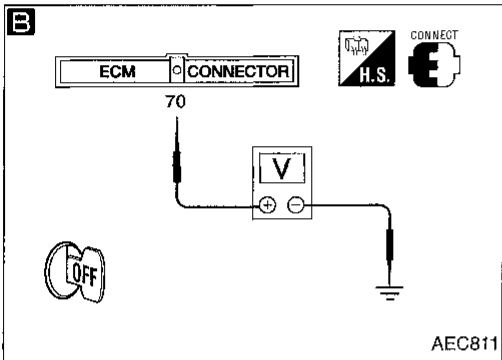 B
CONNECT
H.S.
ECM CONNECTOR
70
V
+ −
OFF
AEC811